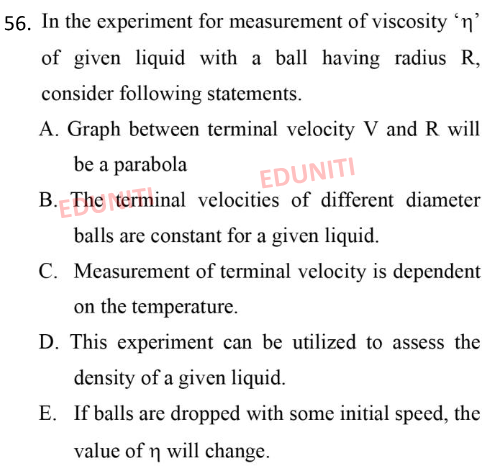 56. In the experiment for measurement of viscosity ‘η’
of given liquid with a ball having radius R,
consider following statements.
A. Graph between terminal velocity V and R will
be a parabola
EDUNITI
B. The terminal velocities of different diameter
EDUNITI
balls are constant for a given liquid.
C. Measurement of terminal velocity is dependent
on the temperature.
D. This experiment can be utilized to assess the
density of a given liquid.
E. If balls are dropped with some initial speed, the
value of η will change.